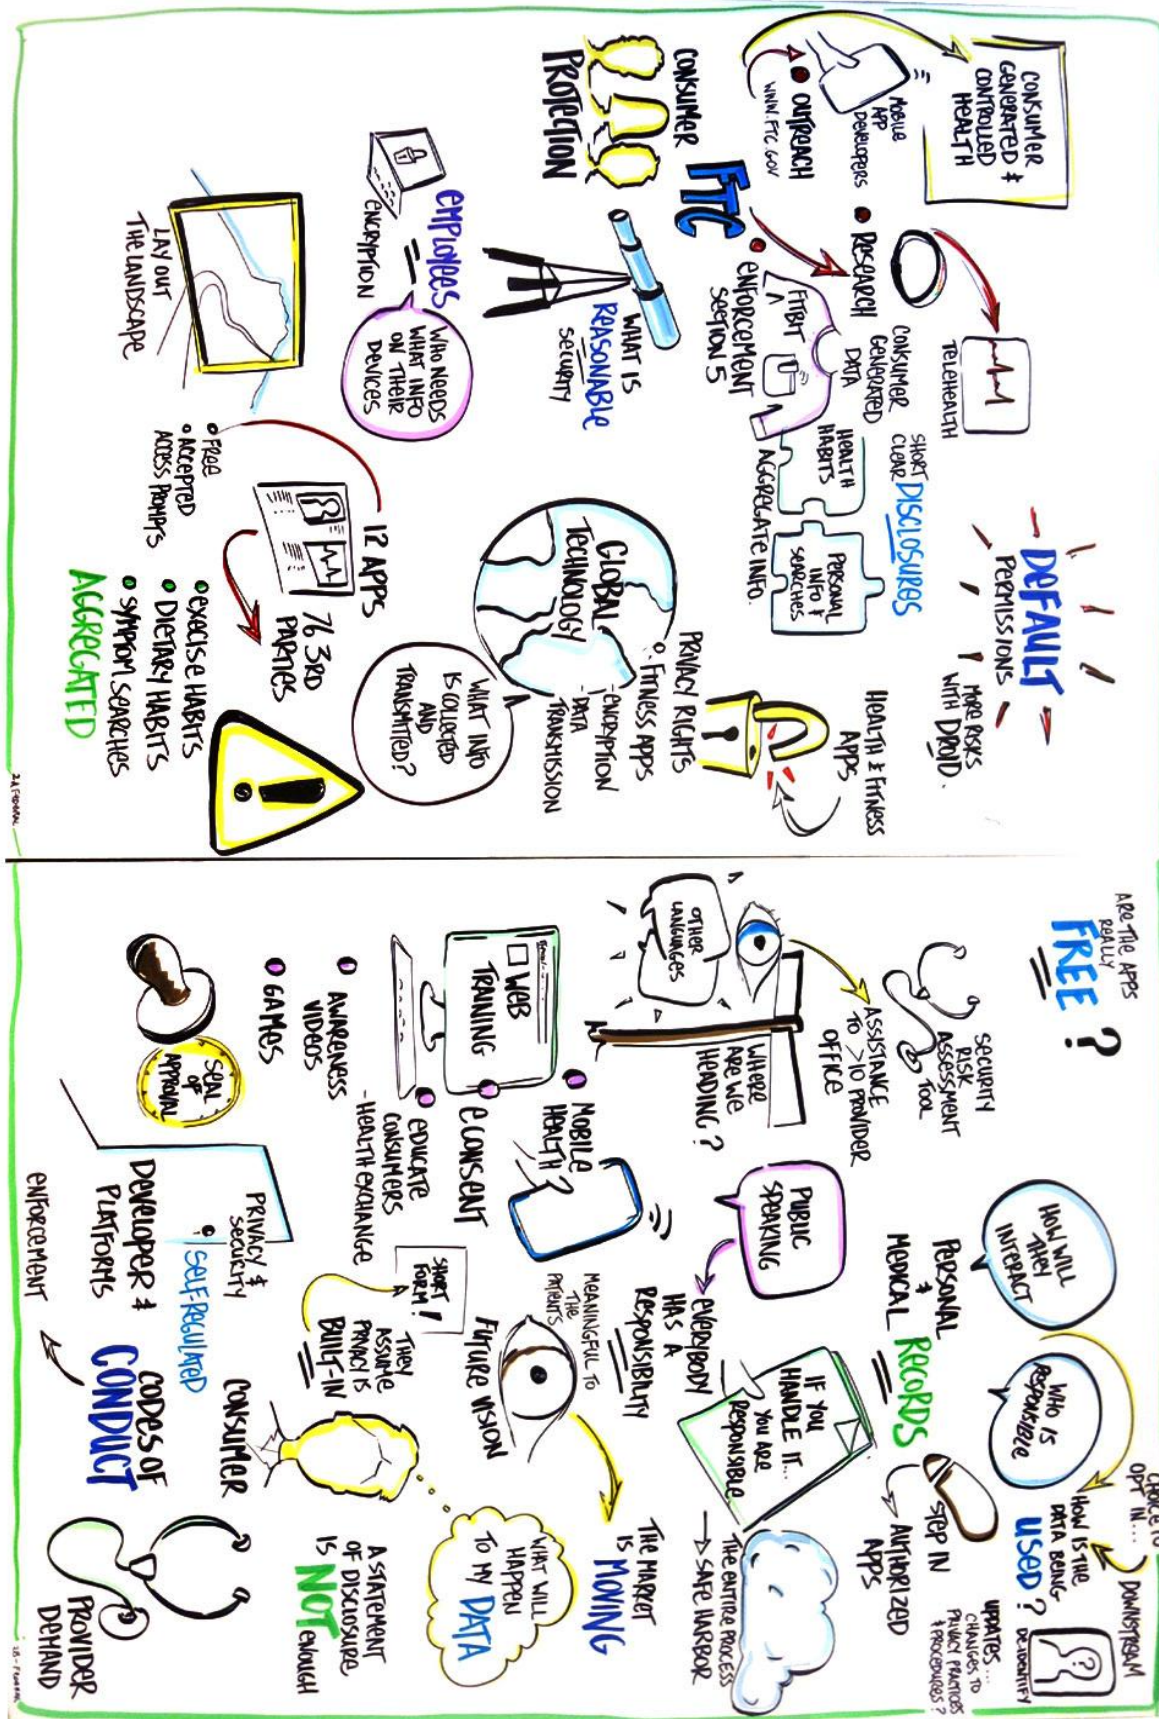 CONSUMER
GENERATED &
CONTROLLED
HEALTH
MOBILE
APP
DEVELOPERS
OUTREACH
WWW.FTC.GOV
CONSUMER
PROTECTION
FTC
RESEARCH
ENFORCEMENT
SECTION 5
TELEHEALTH
CONSUMER
GENERATED
DATA
FITBIT
SHORT
CLEAR DISCLOSURES
HEALTH
HABITS
PERSONAL
INFO &
SEARCHES
AGGREGATE INFO.
DEFAULT
PERMISSIONS
MORE RISKS
WITH DROID.
HEALTH & FITNESS
APPS
WHAT IS
REASONABLE
SECURITY
EMPLOYEES
ENCRYPTION
WHO NEEDS
WHAT INFO
ON THEIR
DEVICES
GLOBAL
TECHNOLOGY
PRIVACY RIGHTS
FITNESS APPS
-ENCRYPTION
-DATA
TRANSMISSION
WHAT INFO
IS COLLECTED
AND
TRANSMITTED?
LAY OUT
THE LANDSCAPE
12 APPS
FREE
ACCEPTED
ACCESS PROMPTS
76 3RD
PARTIES
EXECISE HABITS
DIETARY HABITS
SYMPTOM SEARCHES
AGGREGATED
2A FEDERAL
ARE THE APPS
REALLY
FREE?
SECURITY
RISK
ASSESSMENT
TOOL
ASSISTANCE
TO >10 PROVIDER
OFFICE
OTHER
LANGUAGES
WHERE
ARE WE
HEADING?
WEB
TRAINING
MOBILE
HEALTH?
ECONSENT
EDUCATE
CONSUMERS
-HEALTH EXCHANGE
AWARENESS
VIDEOS
GAMES
SEAL
OF
APPROVAL
HOW WILL
THEY
INTERACT
WHO IS
RESPONSIBLE
PERSONAL
&
MEDICAL RECORDS
CHOICE TO
OPT IN...
DOWNSTREAM
HOW IS THE
DATA BEING
USED?
DEIDENTIFY
UPDATES...
CHANGES TO
PRIVACY PRACTICES
& PROCEDURES?
STEP IN
AUTHORIZED
APPS
PUBLIC
SPEAKING
EVERYBODY
HAS A
RESPONSIBILITY
IF YOU
HANDLE IT...
YOU ARE
RESPONSIBLE
THE ENTIRE PROCESS
SAFE HARBOR
MEANINGFUL TO
THE
PATIENTS
FUTURE VISION
THE MARKET
IS MOVING
SHORT
FORM!
THEY
ASSUME
PRIVACY IS
BUILT-IN
CONSUMER
WHAT WILL
HAPPEN
TO MY DATA
A STATEMENT
OF DISCLOSURE
IS NOT ENOUGH
PRIVACY &
SECURITY
SELF-REGULATED
DEVELOPER &
PLATFORMS
CODES OF
CONDUCT
ENFORCEMENT
PROVIDER
DEMAND
2B-FEDERAL